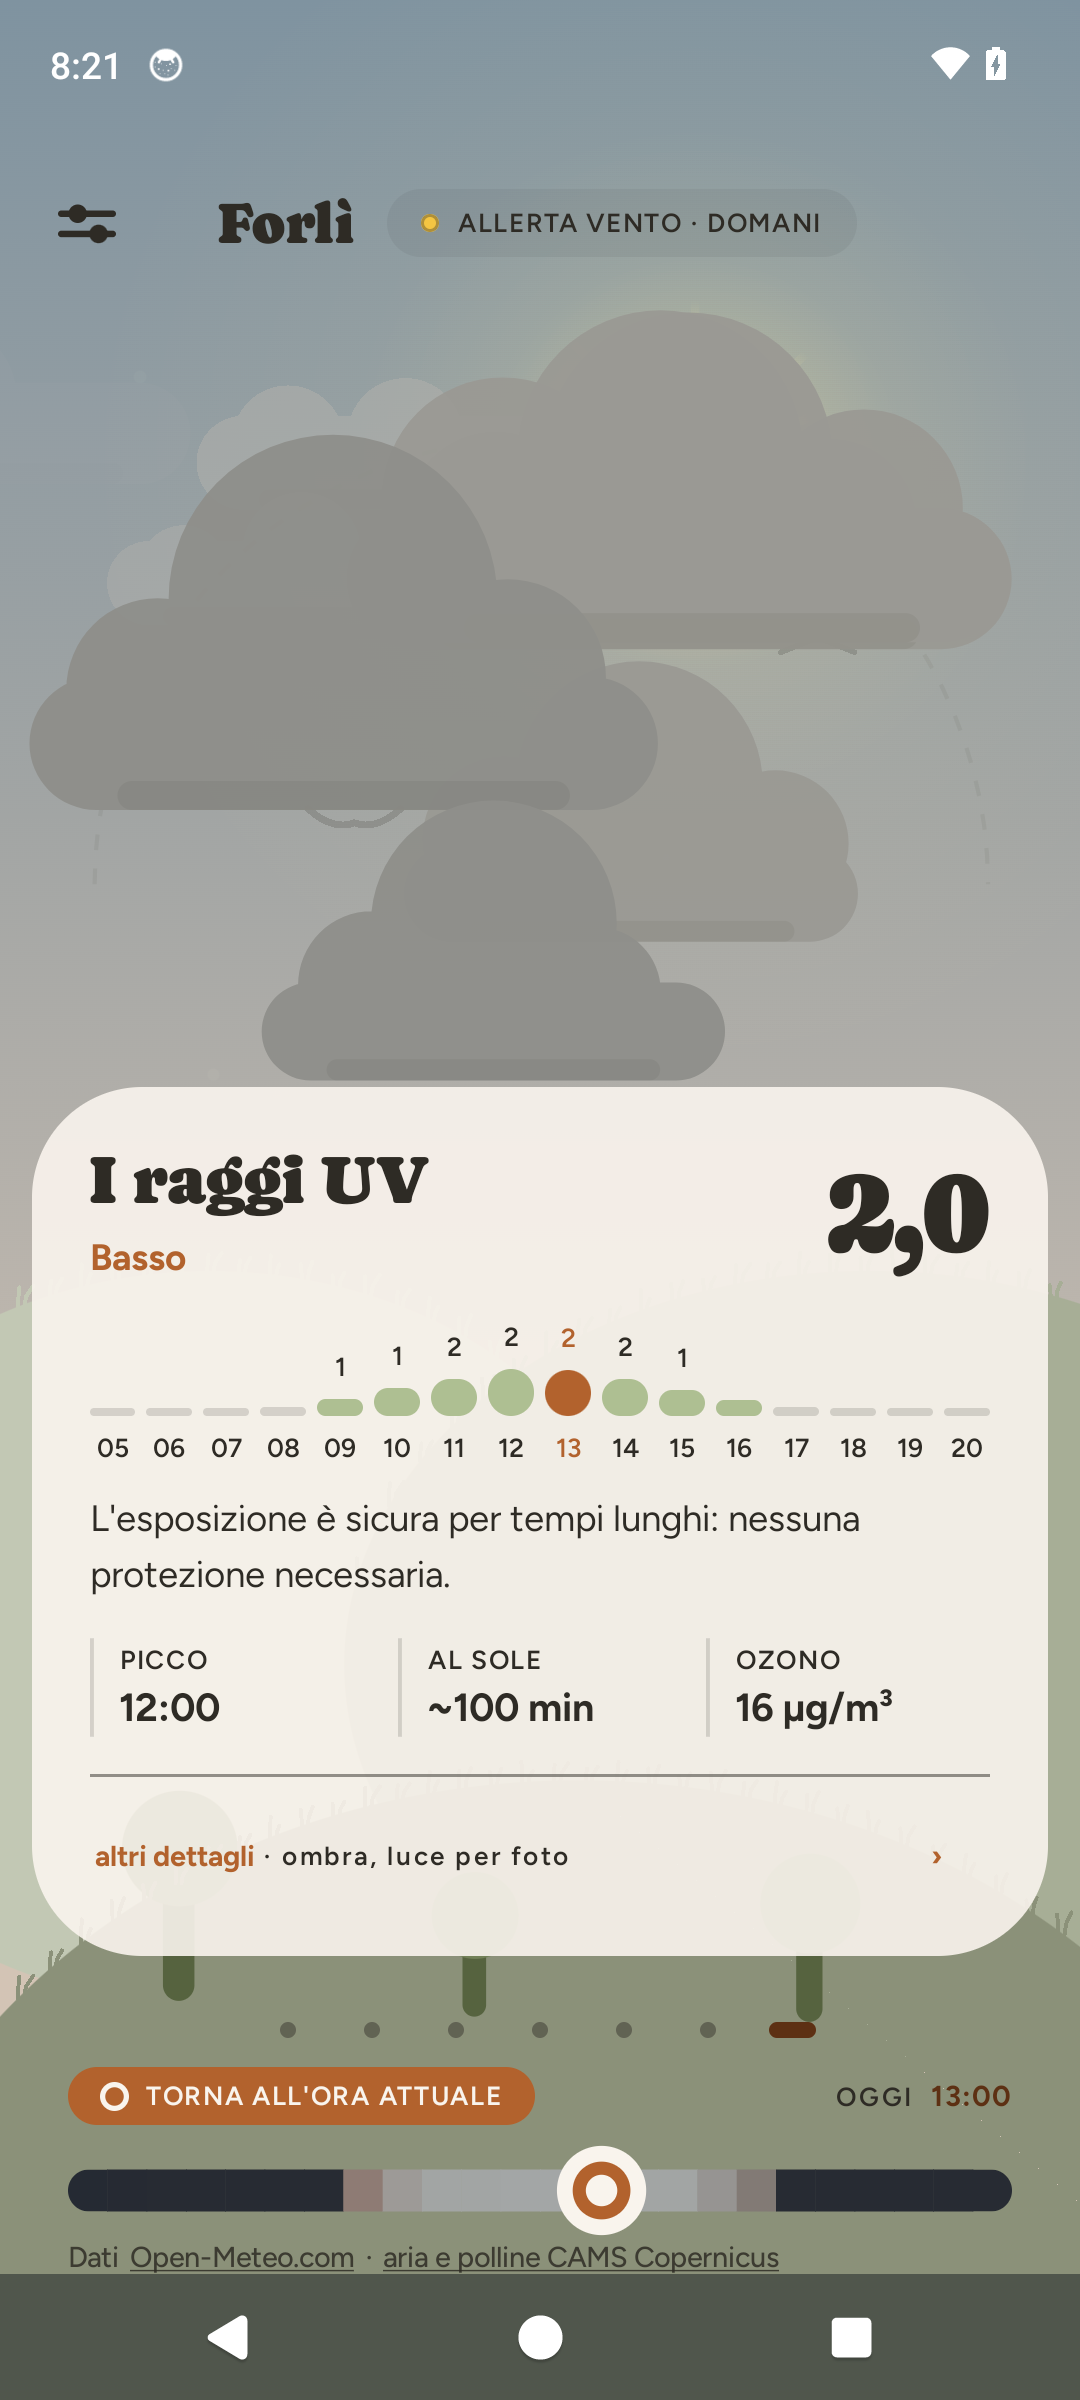 8:21
Forlì
ALLERTA VENTO · DOMANI
I raggi UV
2,0
Basso
1 1 2 2 2 2 1
05 06 07 08 09 10 11 12 13 14 15 16 17 18 19 20
L'esposizione è sicura per tempi lunghi: nessuna
protezione necessaria.
PICCO AL SOLE OZONO
12:00 ~100 min 16 µg/m³
altri dettagli · ombra, luce per foto ›
TORNA ALL'ORA ATTUALE
OGGI 13:00
Dati Open-Meteo.com · aria e polline CAMS Copernicus